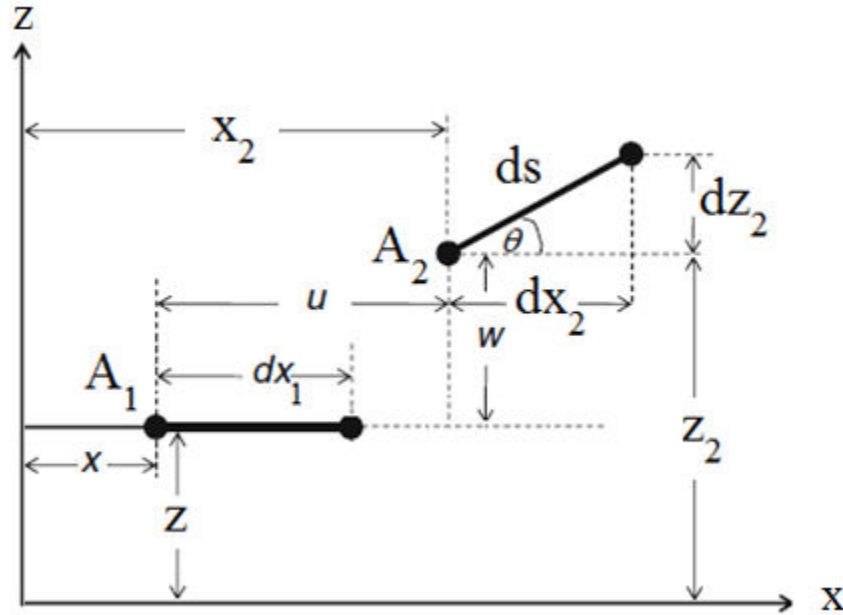 z
x₂
ds
dz₂
A₂
θ
u
dx₂
w
A₁
dx₁
z₂
x
z
x